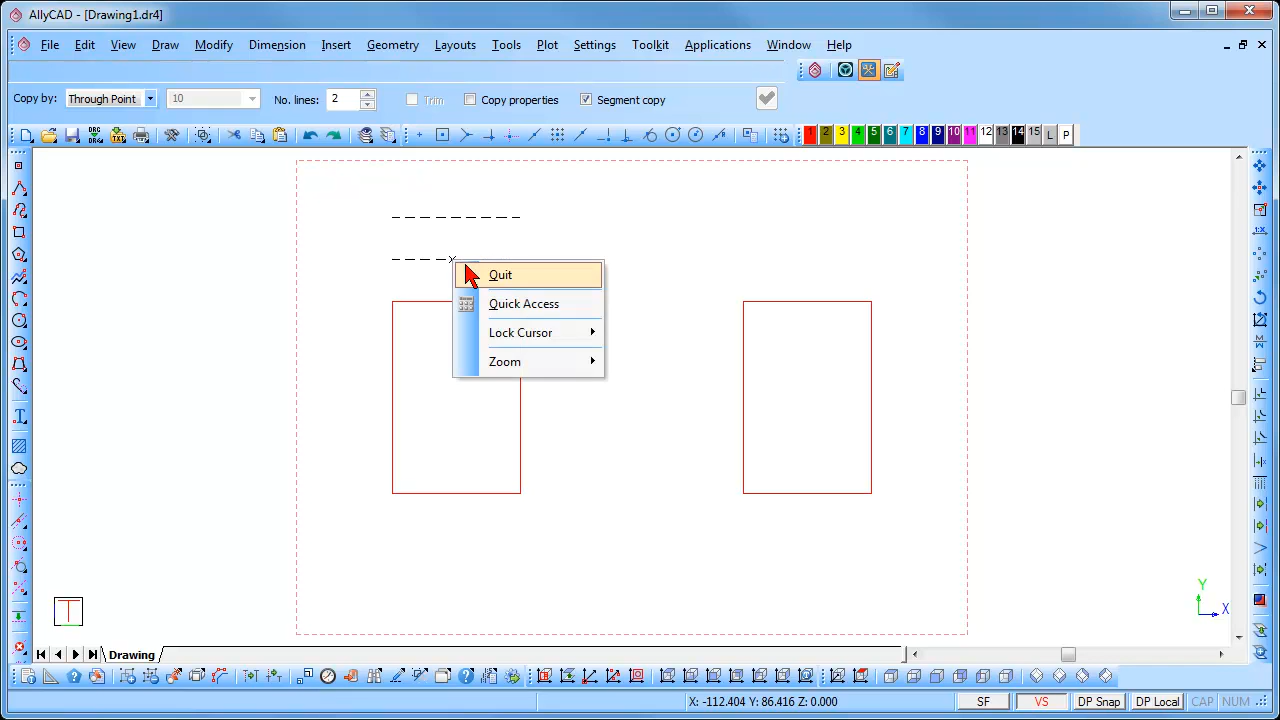 AllyCAD - [Drawing1.dr4]
File Edit View Draw Modify Dimension Insert Geometry Layouts Tools Plot Settings Toolkit Applications Window Help
Copy by: Through Point 10 No. lines: 2 Trim Copy properties Segment copy
1 2 3 4 5 6 7 8 9 10 11 12 13 14 15 L P
Quit
Quick Access
Lock Cursor
Zoom
Y
X
Drawing
X: -112.404 Y: 86.416 Z: 0.000 SF VS DP Snap DP Local CAP NUM